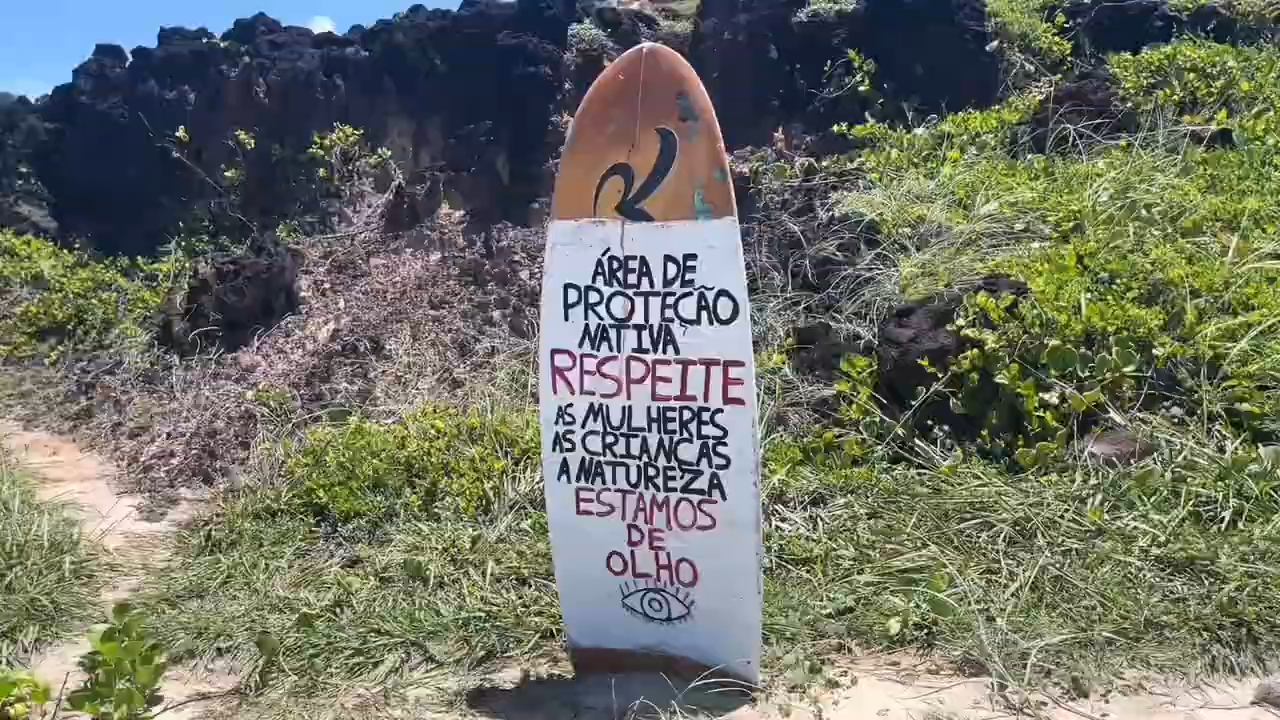 ÁREA DE
PROTEÇÃO
NATIVA
RESPEITE
AS MULHERES
AS CRIANÇAS
A NATUREZA
ESTAMOS
DE
OLHO